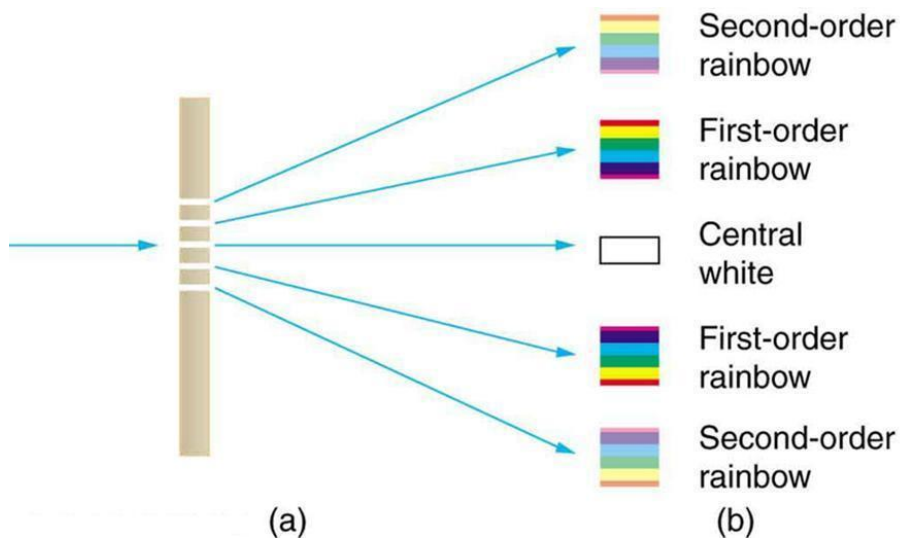 Second-order
rainbow
First-order
rainbow
Central
white
First-order
rainbow
Second-order
rainbow
(a)
(b)